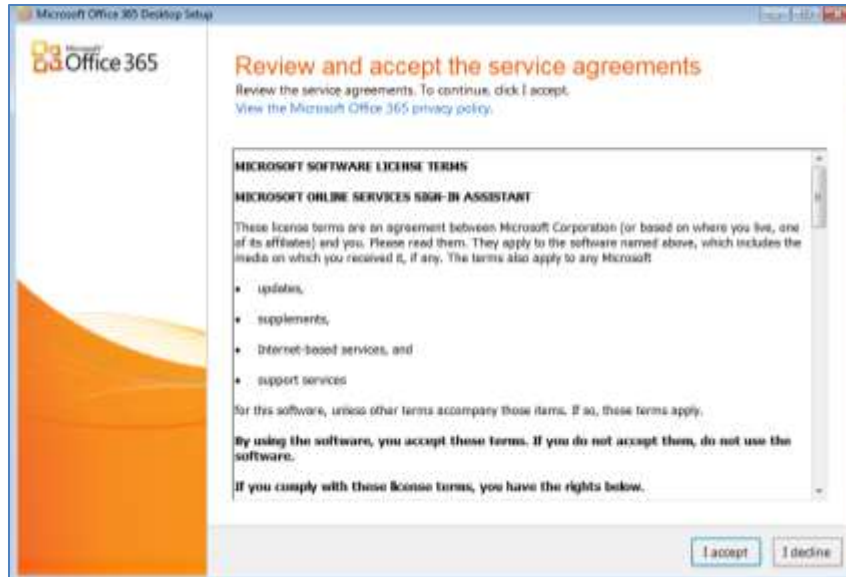 Microsoft Office 365 Desktop Setup
Microsoft
Office 365
Review and accept the service agreements
Review the service agreements. To continue, click I accept.
View the Microsoft Office 365 privacy policy.
MICROSOFT SOFTWARE LICENSE TERMS
MICROSOFT ONLINE SERVICES SIGN-IN ASSISTANT
These license terms are an agreement between Microsoft Corporation (or based on where you live, one
of its affiliates) and you. Please read them. They apply to the software named above, which includes the
media on which you received it, if any. The terms also apply to any Microsoft
• updates,
• supplements,
• Internet-based services, and
• support services
for this software, unless other terms accompany those items. If so, those terms apply.
By using the software, you accept these terms. If you do not accept them, do not use the
software.
If you comply with these license terms, you have the rights below.
I accept
I decline